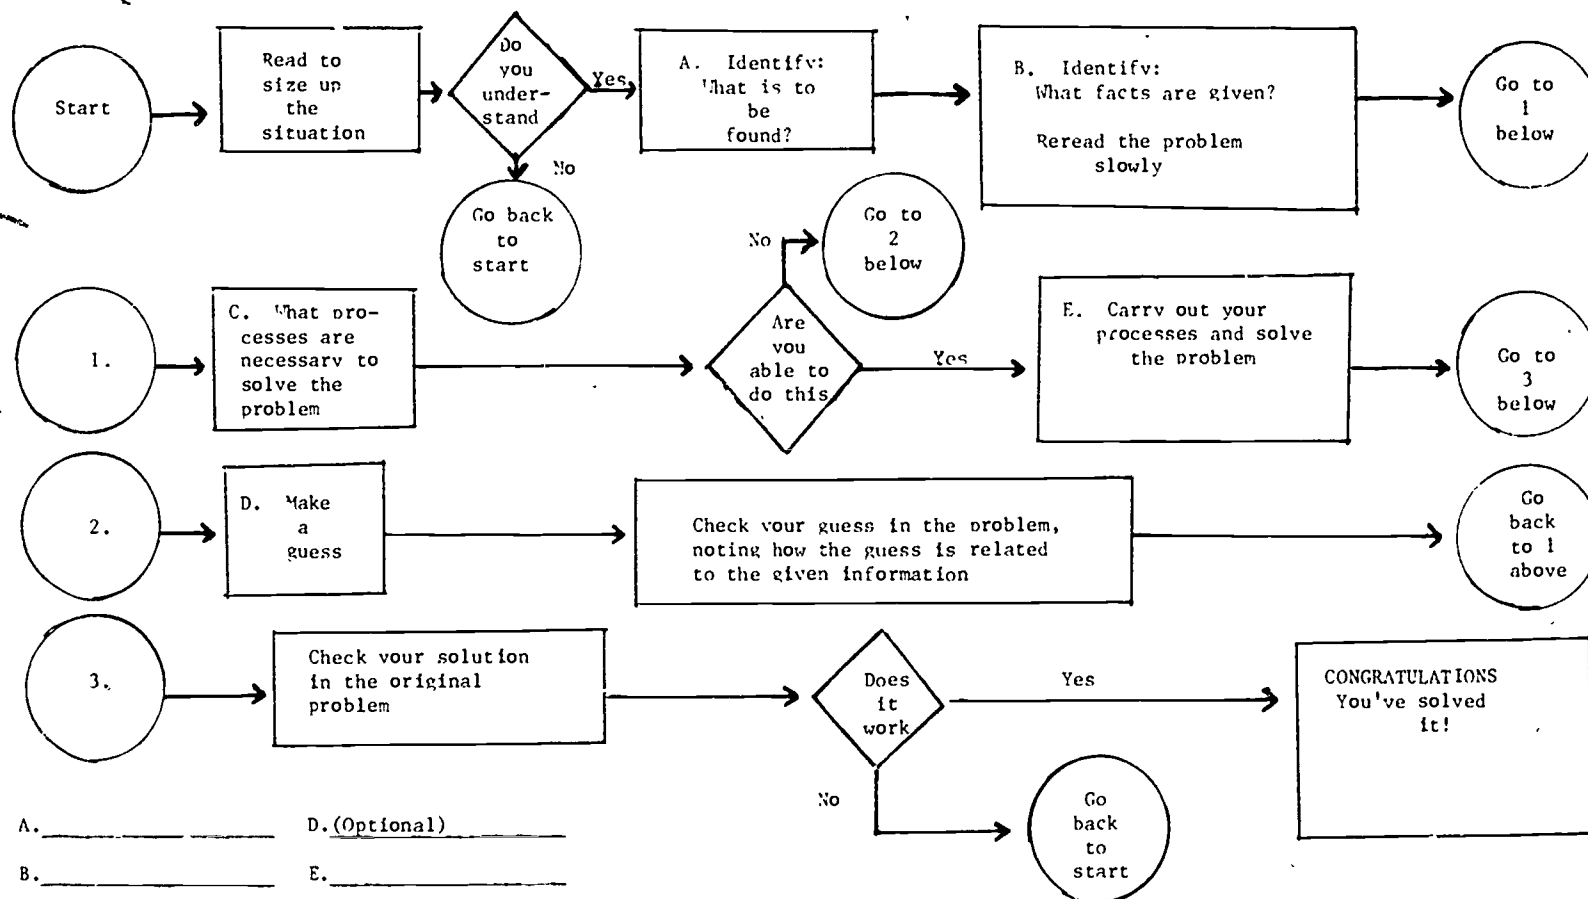 Start
Read to
size up
the
situation
Do
you
under-
stand
Yes
No
Go back
to
start
A. Identify:
What is to
be
found?
B. Identify:
What facts are given?
Reread the problem
slowly
Go to
1
below
1.
C. What pro-
cesses are
necessary to
solve the
problem
Are
you
able to
do this
No
Go to
2
below
Yes
E. Carry out your
processes and solve
the problem
Go to
3
below
2.
D. Make
a
guess
Check your guess in the problem,
noting how the guess is related
to the given information
Go
back
to 1
above
3.
Check your solution
in the original
problem
Does
it
work
Yes
CONGRATULATIONS
You've solved
it!
No
Go
back
to
start
A.
D.(Optional)
B.
E.